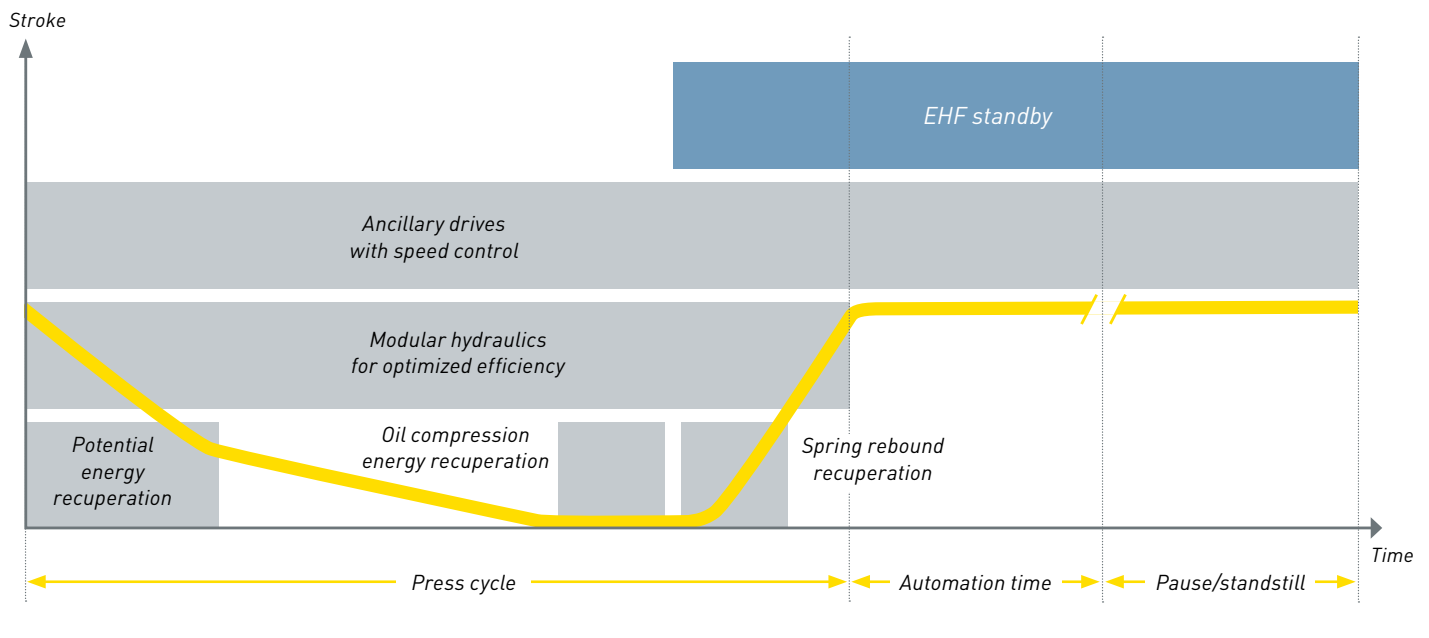 Stroke
EHF standby
Ancillary drives
with speed control
Modular hydraulics
for optimized efficiency
Potential
energy
recuperation
Oil compression
energy recuperation
Spring rebound
recuperation
Time
Press cycle
Automation time
Pause/standstill